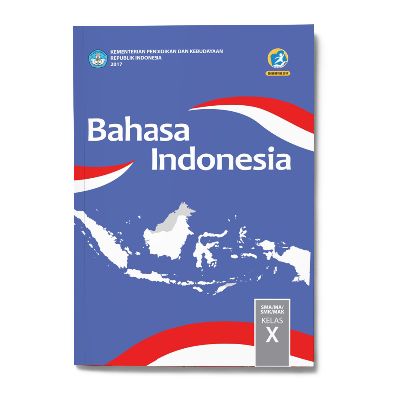 KEMENTERIAN PENDIDIKAN DAN KEBUDAYAAN
REPUBLIK INDONESIA
2017
Bahasa
Indonesia
SMA/MA/
SMK/MAK
KELAS
X